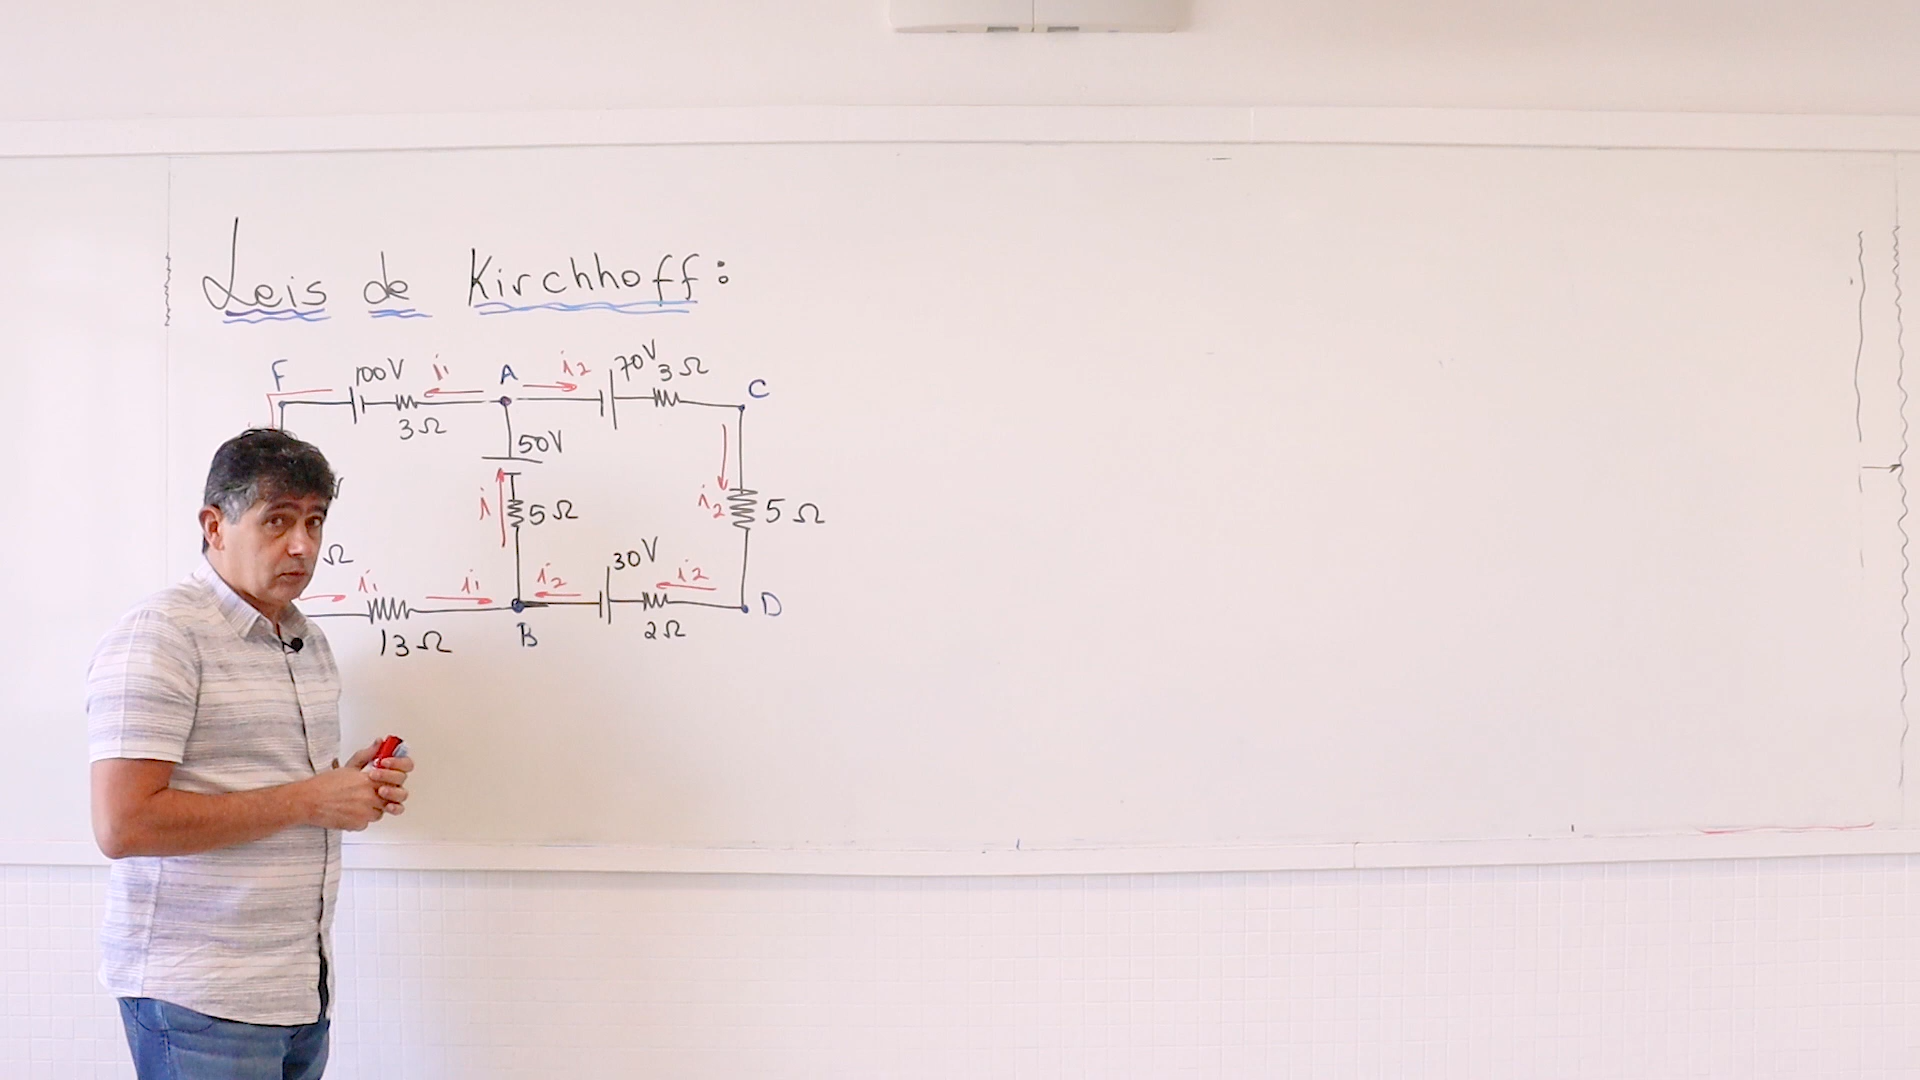 Leis de Kirchhoff:
F 100V i1 A i2 70V 3Ω C
3Ω
50V
i 5Ω i2 5Ω
Ω 30V
i1 i1 i2 i2
13Ω B 2Ω D